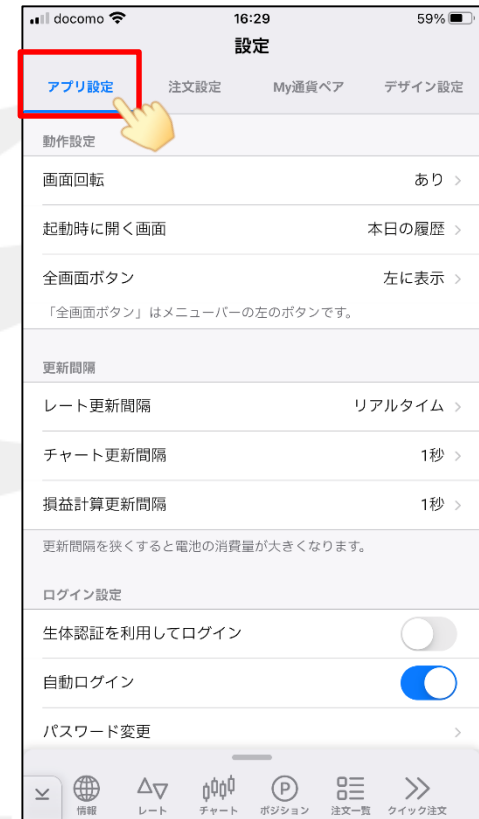 docomo 16:29 59%
設定
アプリ設定 注文設定 My通貨ペア デザイン設定
動作設定
画面回転 あり
起動時に開く画面 本日の履歴
全画面ボタン 左に表示
「全画面ボタン」はメニューバーの左のボタンです。
更新間隔
レート更新間隔 リアルタイム
チャート更新間隔 1秒
損益計算更新間隔 1秒
更新間隔を狭くすると電池の消費量が大きくなります。
ログイン設定
生体認証を利用してログイン
自動ログイン
パスワード変更
P
情報 レート チャート ポジション 注文一覧 クイック注文